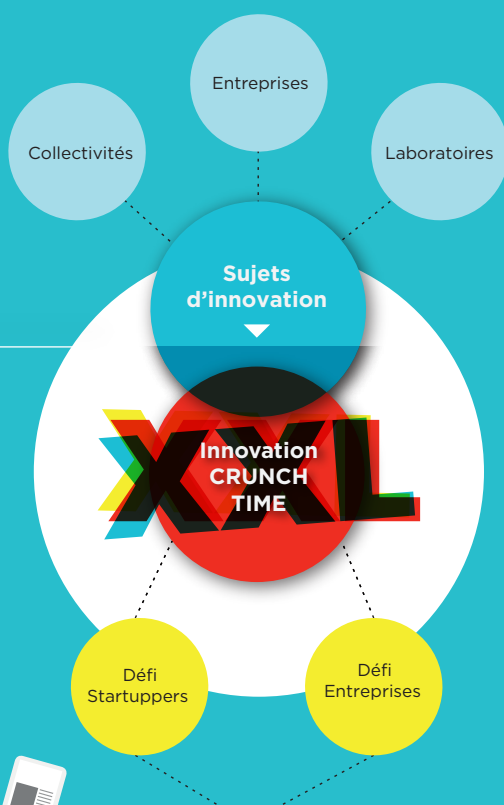 Entreprises
Collectivités
Laboratoires
Sujets
d'innovation
XXL
Innovation
CRUNCH
TIME
Défi
Startuppers
Défi
Entreprises